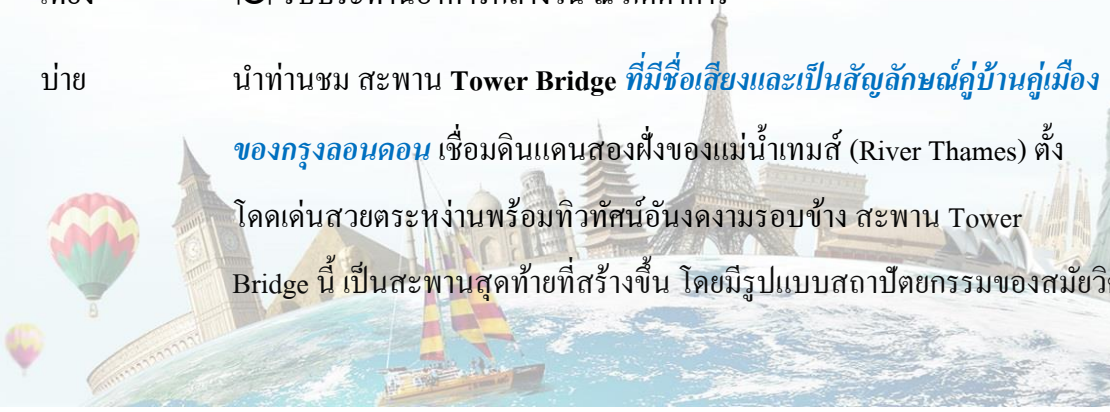 บ่าย นำท่านชม สะพาน Tower Bridge ที่มีชื่อเสียงและเป็นสัญลักษณ์คู่บ้านคู่เมือง
ของกรุงลอนดอน เชื่อมดินแดนสองฝั่งของแม่น้ำเทมส์ (River Thames) ตั้ง
โดดเด่นสวยตระหง่านพร้อมทิวทัศน์อันงดงามรอบข้าง สะพาน Tower
Bridge นี้ เป็นสะพานสุดท้ายที่สร้างขึ้น โดยมีรูปแบบสถาปัตยกรรมของสมัย